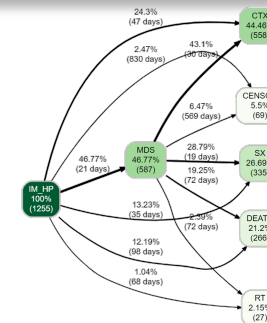 24.3%
(47 days)
CTX
44.46
(558
2.47%
(830 days)
43.1%
(30 days)
CENSO
5.5%
(69)
6.47%
(569 days)
MDS
46.77%
(587)
28.79%
(19 days)
SX
26.69
(335
46.77%
(21 days)
19.25%
(72 days)
IM_HP
100%
(1255)
13.23%
(35 days)
2.39%
(72 days)
DEAT
21.2%
(266
12.19%
(98 days)
1.04%
(68 days)
RT
2.15%
(27)